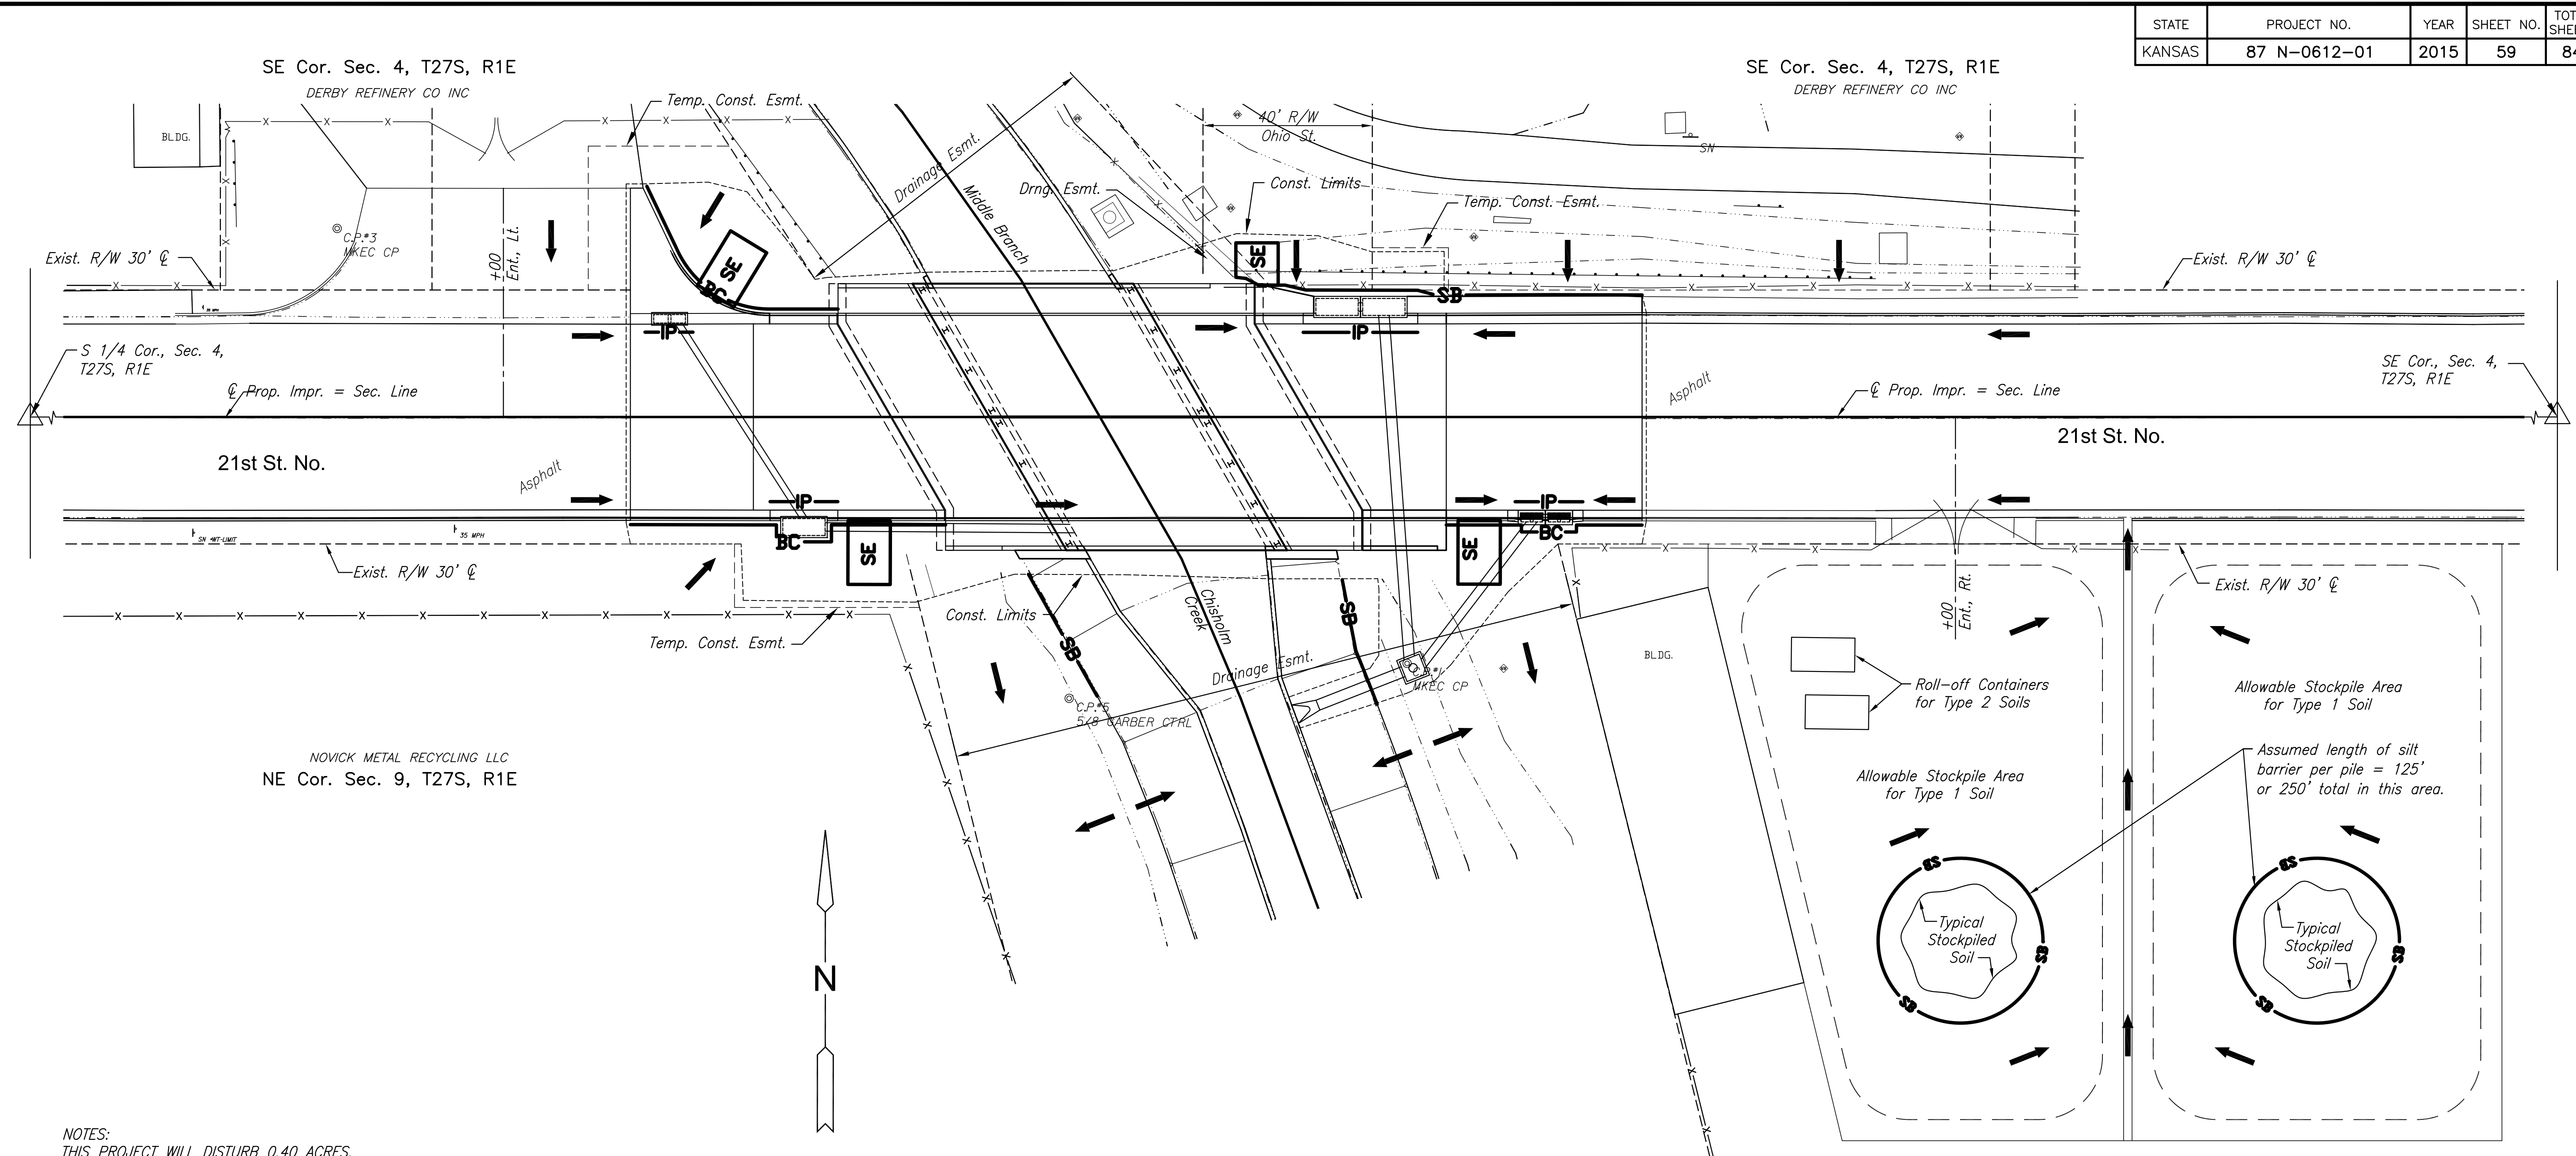 STATE
PROJECT NO.
YEAR
SHEET NO.
KANSAS
87 N-0612-01
2015
59
SE Cor. Sec. 4, T27S, R1E
DERBY REFINERY CO INC
SE Cor. Sec. 4, T27S, R1E
DERBY REFINERY CO INC
Temp. Const. Esmt.
40' R/W
Ohio St.
BLDG.
SN
Drainage Esmt.
Middle Branch
Drng. Esmt.
Const. Limits
Temp. Const. Esmt.
C.P.#3
MKEC CP
+00
Ent., Lt.
Exist. R/W 30' ℄
Exist. R/W 30' ℄
SE
BC
SE
SB
IP
IP
S 1/4 Cor., Sec. 4,
T27S, R1E
℄ Prop. Impr. = Sec. Line
Asphalt
℄ Prop. Impr. = Sec. Line
SE Cor., Sec. 4,
T27S, R1E
21st St. No.
21st St. No.
Asphalt
IP
IP
35 MPH
BC
SE
SE
BC
Exist. R/W 30' ℄
Exist. R/W 30' ℄
Const. Limits
Chisholm
Creek
SB
SB
+00
Ent., Rt.
Temp. Const. Esmt.
Drainage Esmt.
BLDG.
MKEC CP
C.P.#5
5/8 GARBER CTRL
Roll-off Containers
for Type 2 Soils
Allowable Stockpile Area
for Type 1 Soil
NOVICK METAL RECYCLING LLC
NE Cor. Sec. 9, T27S, R1E
Allowable Stockpile Area
for Type 1 Soil
Assumed length of silt
barrier per pile = 125'
or 250' total in this area.
SB
SB
SB
Typical
Stockpiled
Soil
SB
SB
SB
Typical
Stockpiled
Soil
N
NOTES:
THIS PROJECT WILL DISTURB 0.40 ACRES.